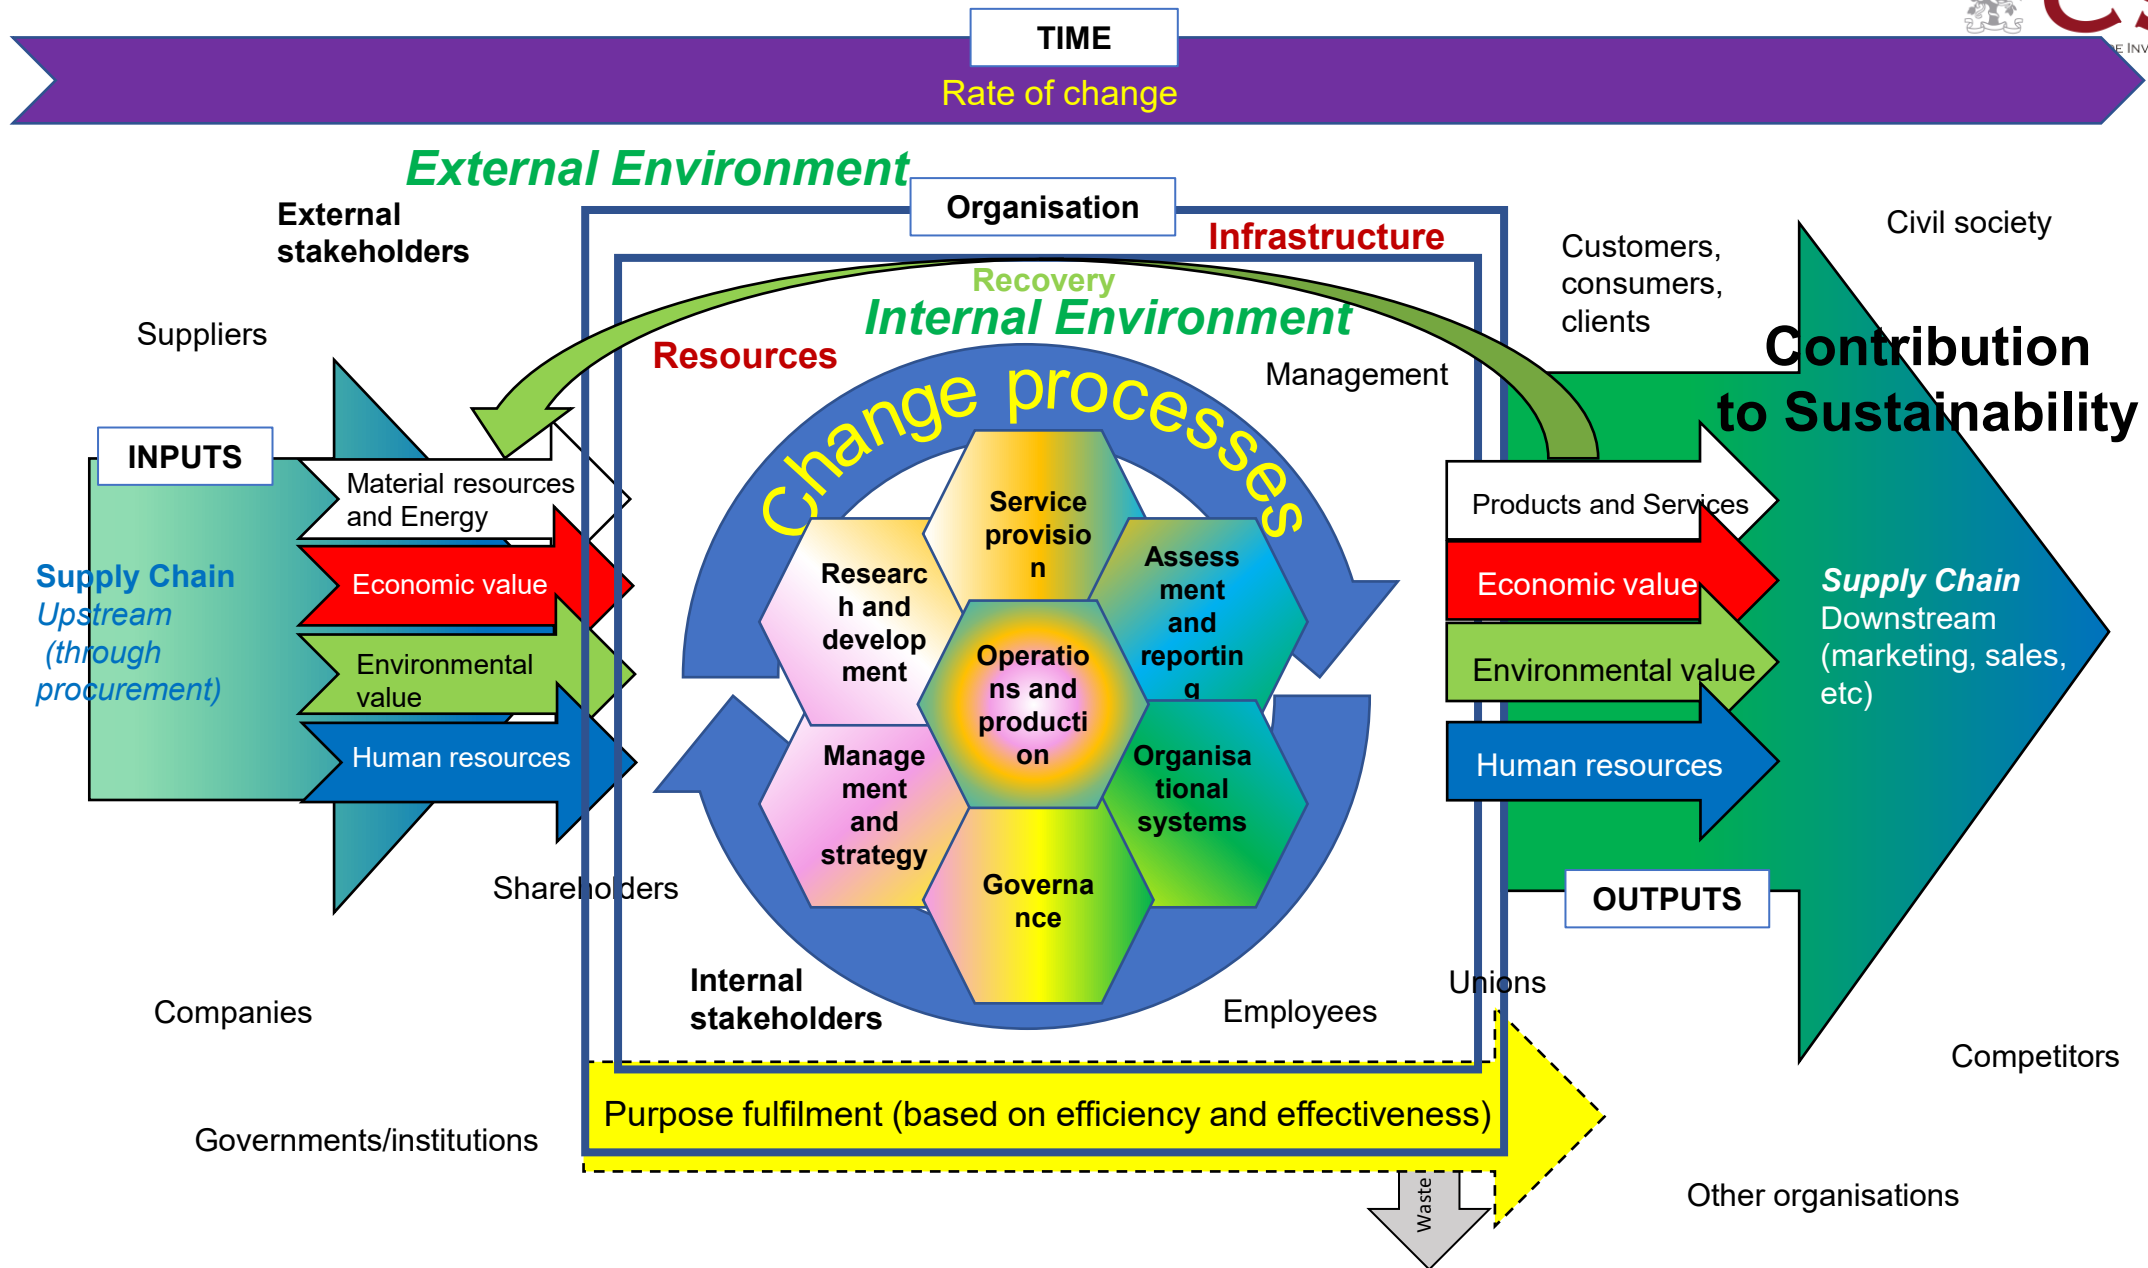 TIME
Rate of change
External Environment
External
stakeholders
Organisation
Infrastructure
Customers,
consumers,
clients
Civil society
Recovery
Internal Environment
Suppliers
Resources
Management
Contribution
to Sustainability
Change processes
INPUTS
Material resources
and Energy
Economic value
Environmental
value
Human resources
Supply Chain
Upstream
(through
procurement)
Service
provisio
n
Researc
h and
develop
ment
Assess
ment
and
reportin
g
Operatio
ns and
producti
on
Manage
ment
and
strategy
Organisa
tional
systems
Governa
nce
Products and Services
Economic value
Environmental value
Human resources
Supply Chain
Downstream
(marketing, sales,
etc)
OUTPUTS
Shareholders
Internal
stakeholders
Employees
Unions
Companies
Competitors
Purpose fulfilment (based on efficiency and effectiveness)
Governments/institutions
Waste
Other organisations